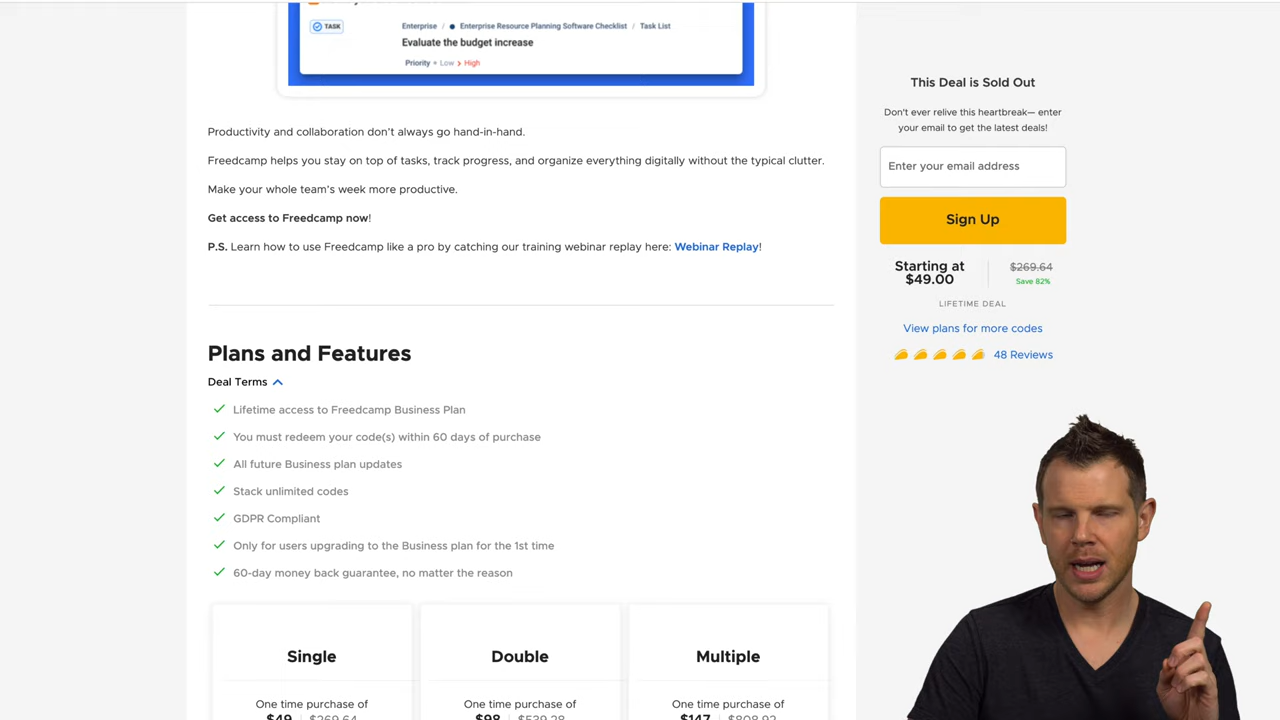 TASK
Enterprise / Enterprise Resource Planning Software Checklist / Task List
Evaluate the budget increase
Priority Low > High
Productivity and collaboration don’t always go hand-in-hand.
Freedcamp helps you stay on top of tasks, track progress, and organize everything digitally without the typical clutter.
Make your whole team’s week more productive.
Get access to Freedcamp now!
P.S. Learn how to use Freedcamp like a pro by catching our training webinar replay here: Webinar Replay!
Plans and Features
Deal Terms
Lifetime access to Freedcamp Business Plan
You must redeem your code(s) within 60 days of purchase
All future Business plan updates
Stack unlimited codes
GDPR Compliant
Only for users upgrading to the Business plan for the 1st time
60-day money back guarantee, no matter the reason
Single
One time purchase of
$49 | $269.64
Double
One time purchase of
$98 | $539.28
Multiple
One time purchase of
$147 | $808.92
This Deal is Sold Out
Don't ever relive this heartbreak— enter
your email to get the latest deals!
Enter your email address
Sign Up
Starting at
$49.00
$269.64
Save 82%
LIFETIME DEAL
View plans for more codes
48 Reviews